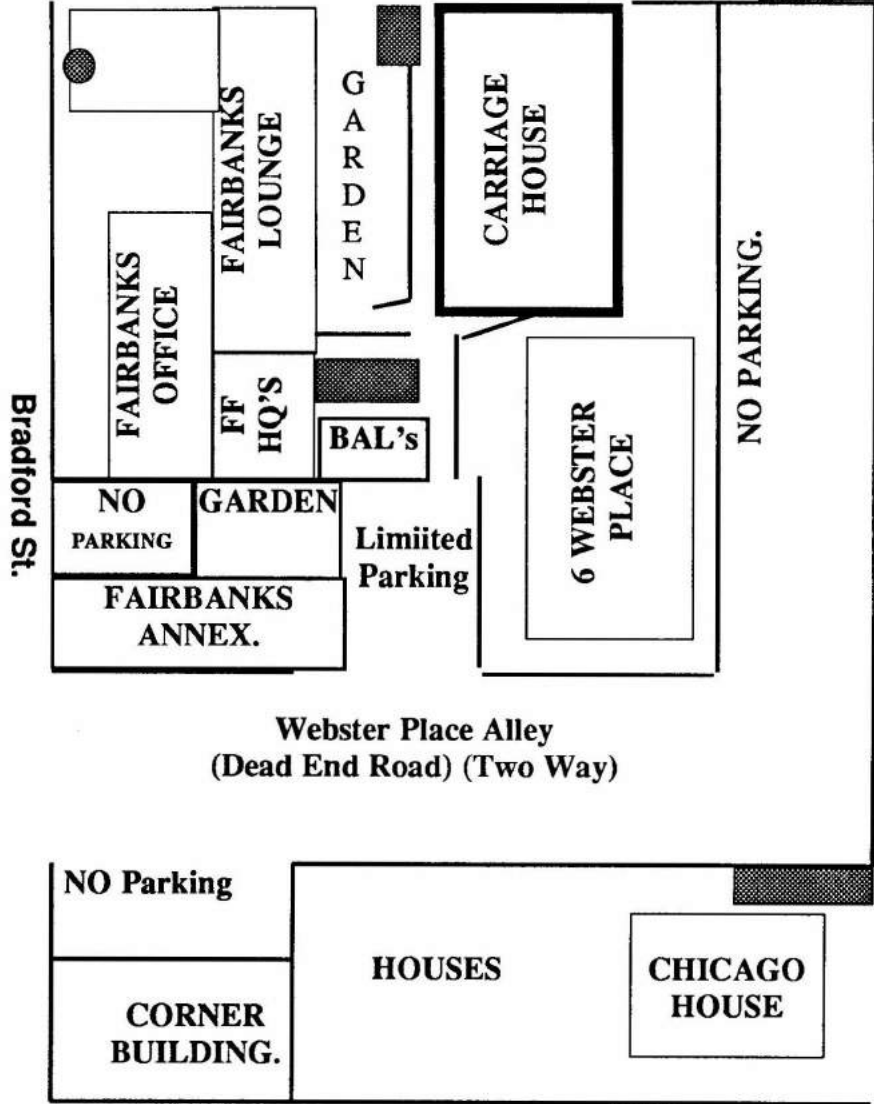 FAIRBANKS
LOUNGE
G
A
R
D
E
N
CARRIAGE
HOUSE
NO PARKING.
FAIRBANKS
OFFICE
FF
HQ'S
BAL's
6 WEBSTER
PLACE
Bradford St.
NO
PARKING
GARDEN
Limiited
Parking
FAIRBANKS
ANNEX.
Webster Place Alley
(Dead End Road) (Two Way)
NO Parking
HOUSES
CHICAGO
HOUSE
CORNER
BUILDING.